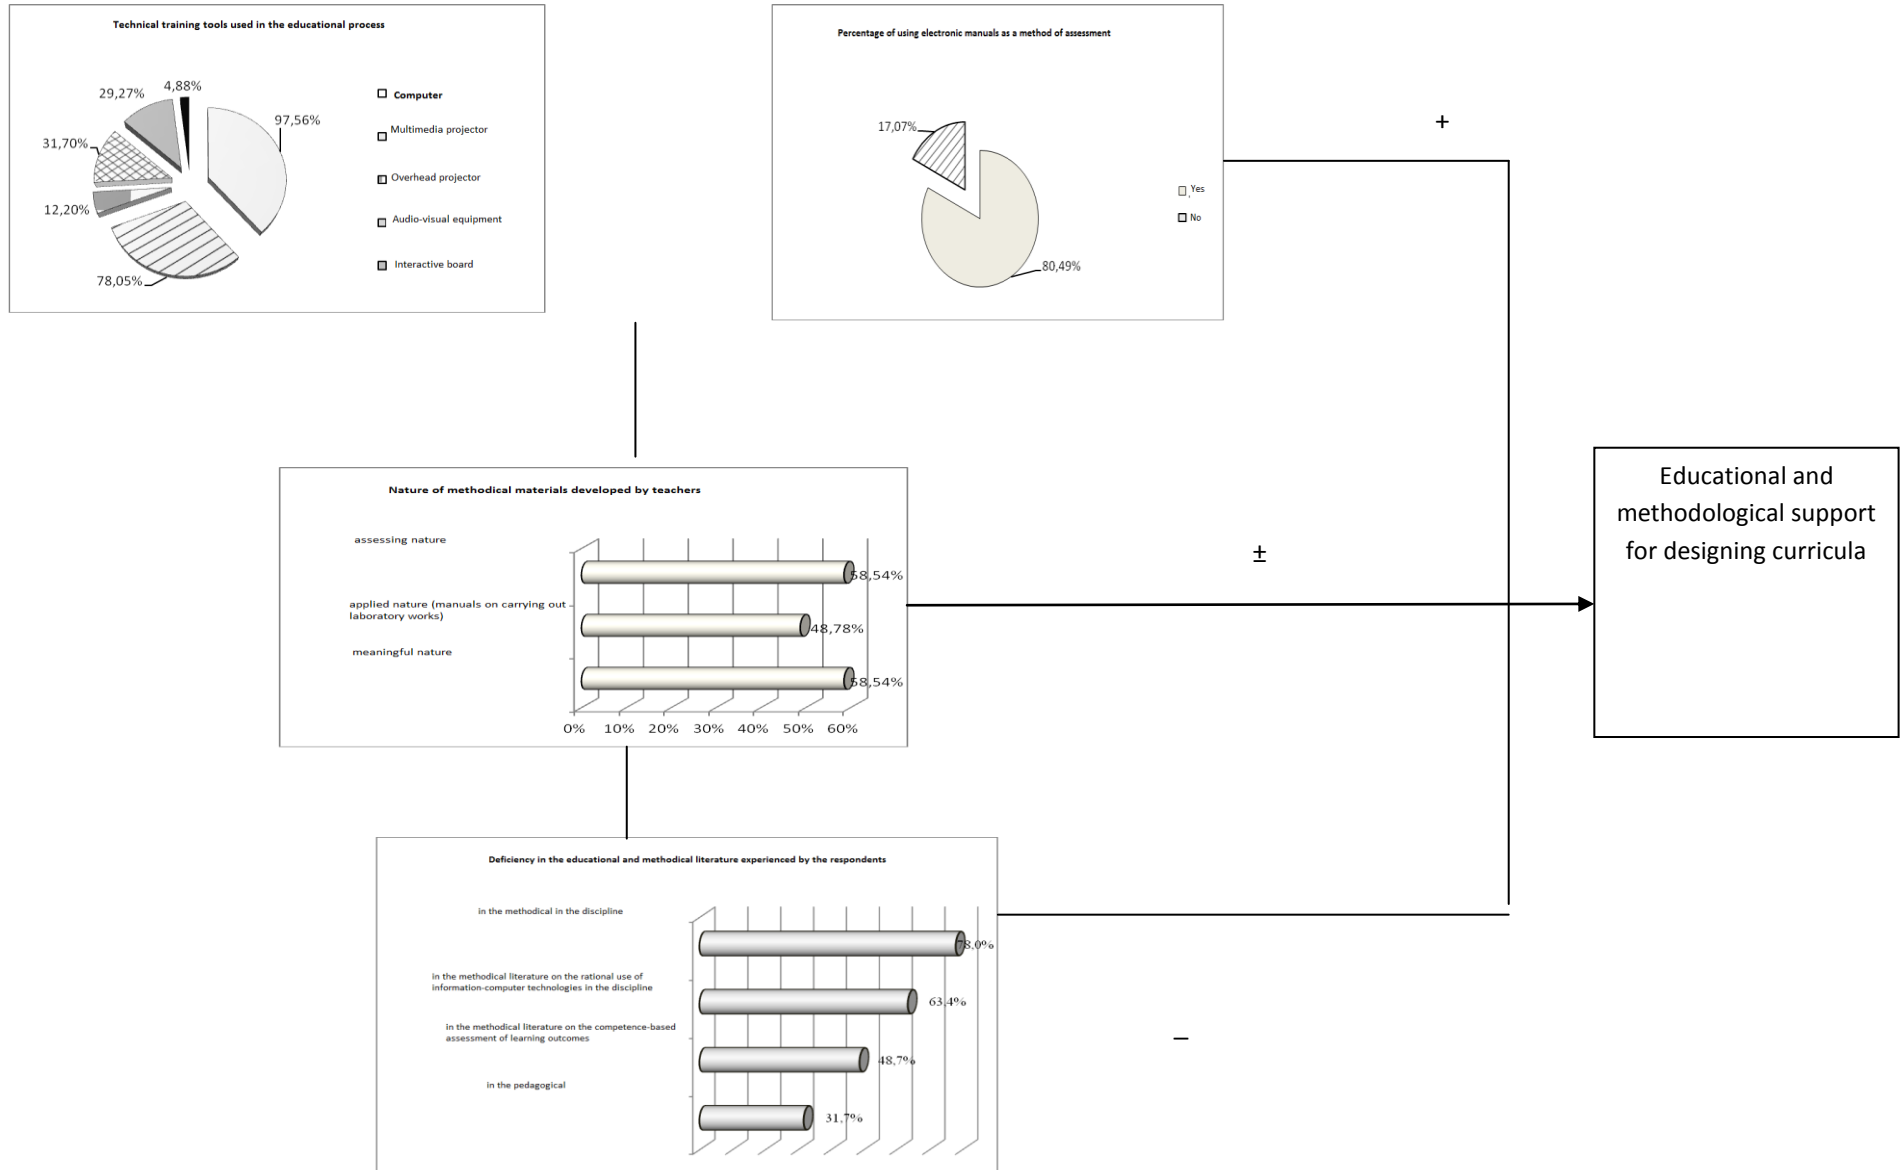 Technical training tools used in the educational process
4,88%
29,27%
97,56%
31,70%
12,20%
78,05%
Computer
Multimedia projector
Overhead projector
Audio-visual equipment
Interactive board
Percentage of using electronic manuals as a method of assessment
17,07%
80,49%
Yes
No
+
Nature of methodical materials developed by teachers
assessing nature
58,54%
applied nature (manuals on carrying out
laboratory works)
48,78%
meaningful nature
58,54%
0% 10% 20% 30% 40% 50% 60%
±
Educational and
methodological support
for designing curricula
Deficiency in the educational and methodical literature experienced by the respondents
in the methodical in the discipline
78,0%
in the methodical literature on the rational use of
information-computer technologies in the discipline
63,4%
in the methodical literature on the competence-based
assessment of learning outcomes
48,7%
in the pedagogical
31,7%
–